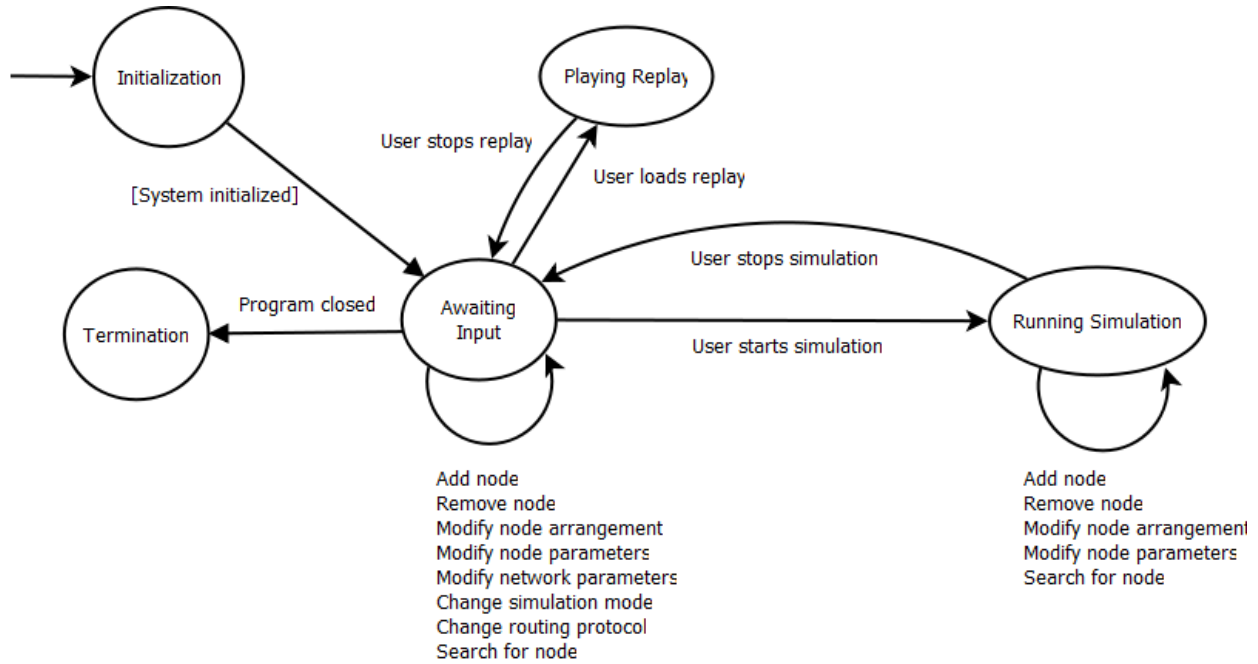 Initialization
Playing Replay
User stops replay
User loads replay
[System initialized]
User stops simulation
Awaiting
Input
Program closed
Termination
Running Simulation
User starts simulation
Add node
Remove node
Modify node arrangement
Modify node parameters
Modify network parameters
Change simulation mode
Change routing protocol
Search for node
Add node
Remove node
Modify node arrangement
Modify node parameters
Search for node